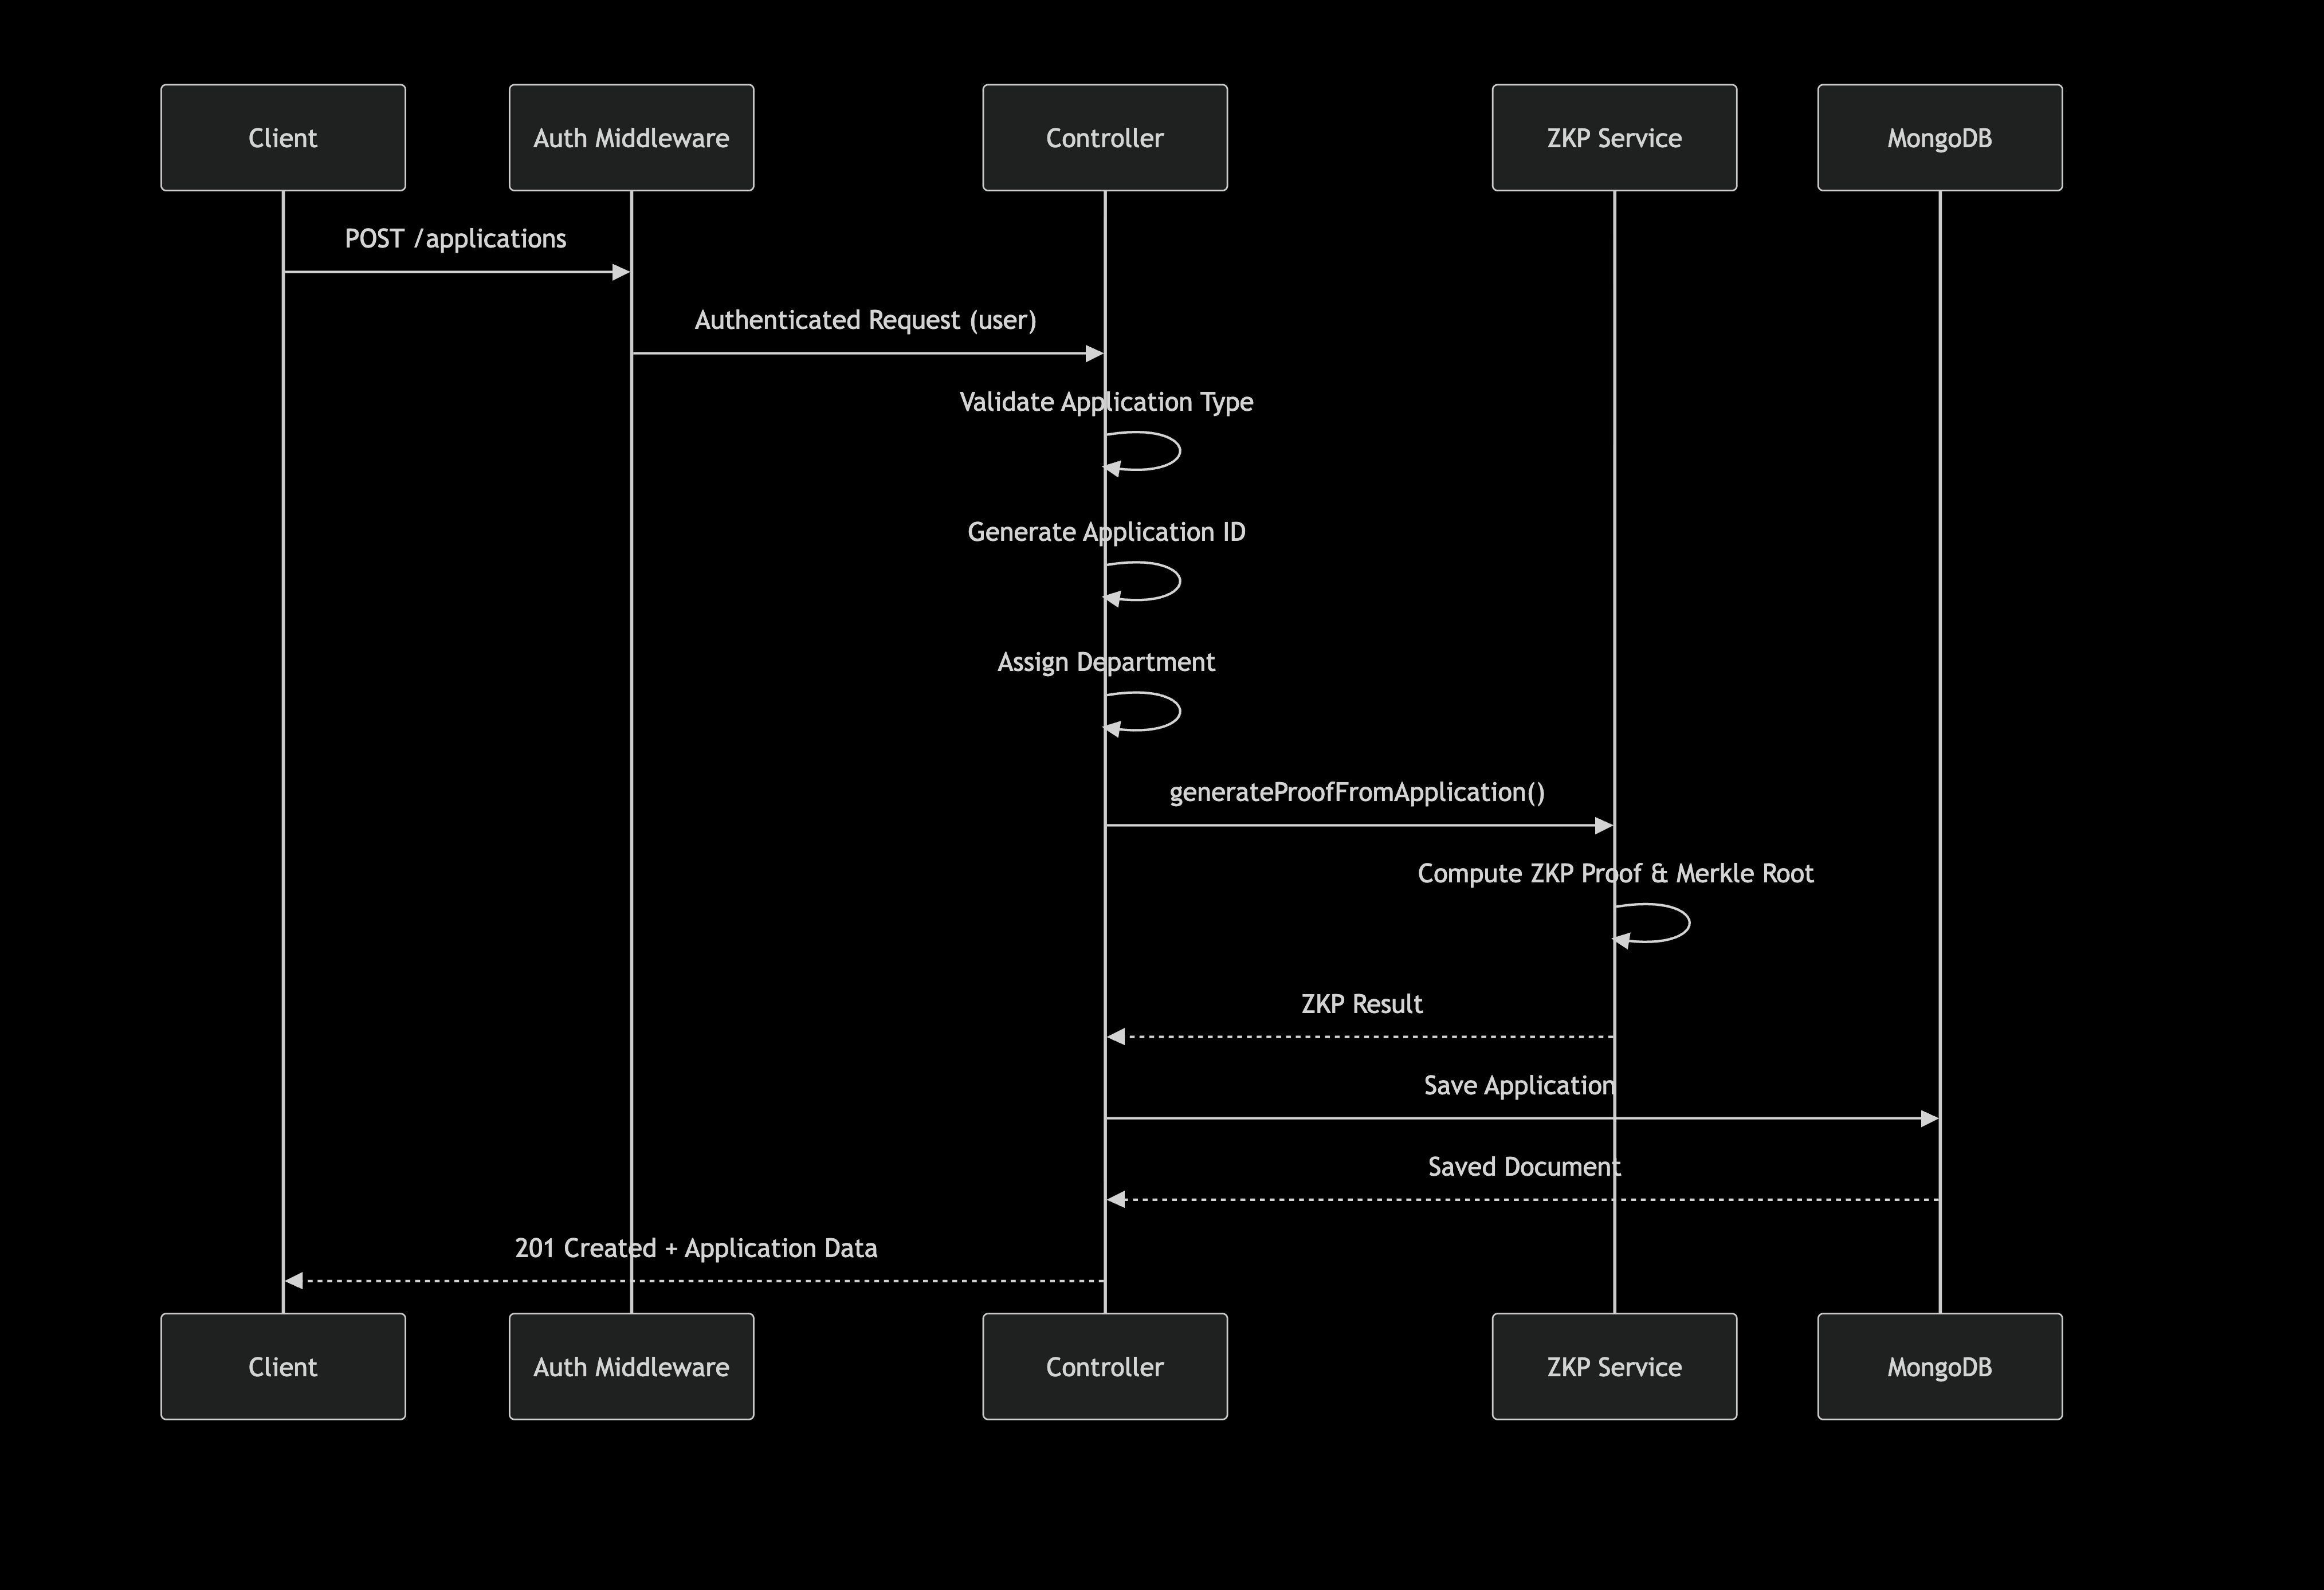 Client
Auth Middleware
Controller
ZKP Service
MongoDB
POST /applications
Authenticated Request (user)
Validate Application Type
Generate Application ID
Assign Department
generateProofFromApplication()
Compute ZKP Proof & Merkle Root
ZKP Result
Save Application
Saved Document
201 Created + Application Data
Client
Auth Middleware
Controller
ZKP Service
MongoDB